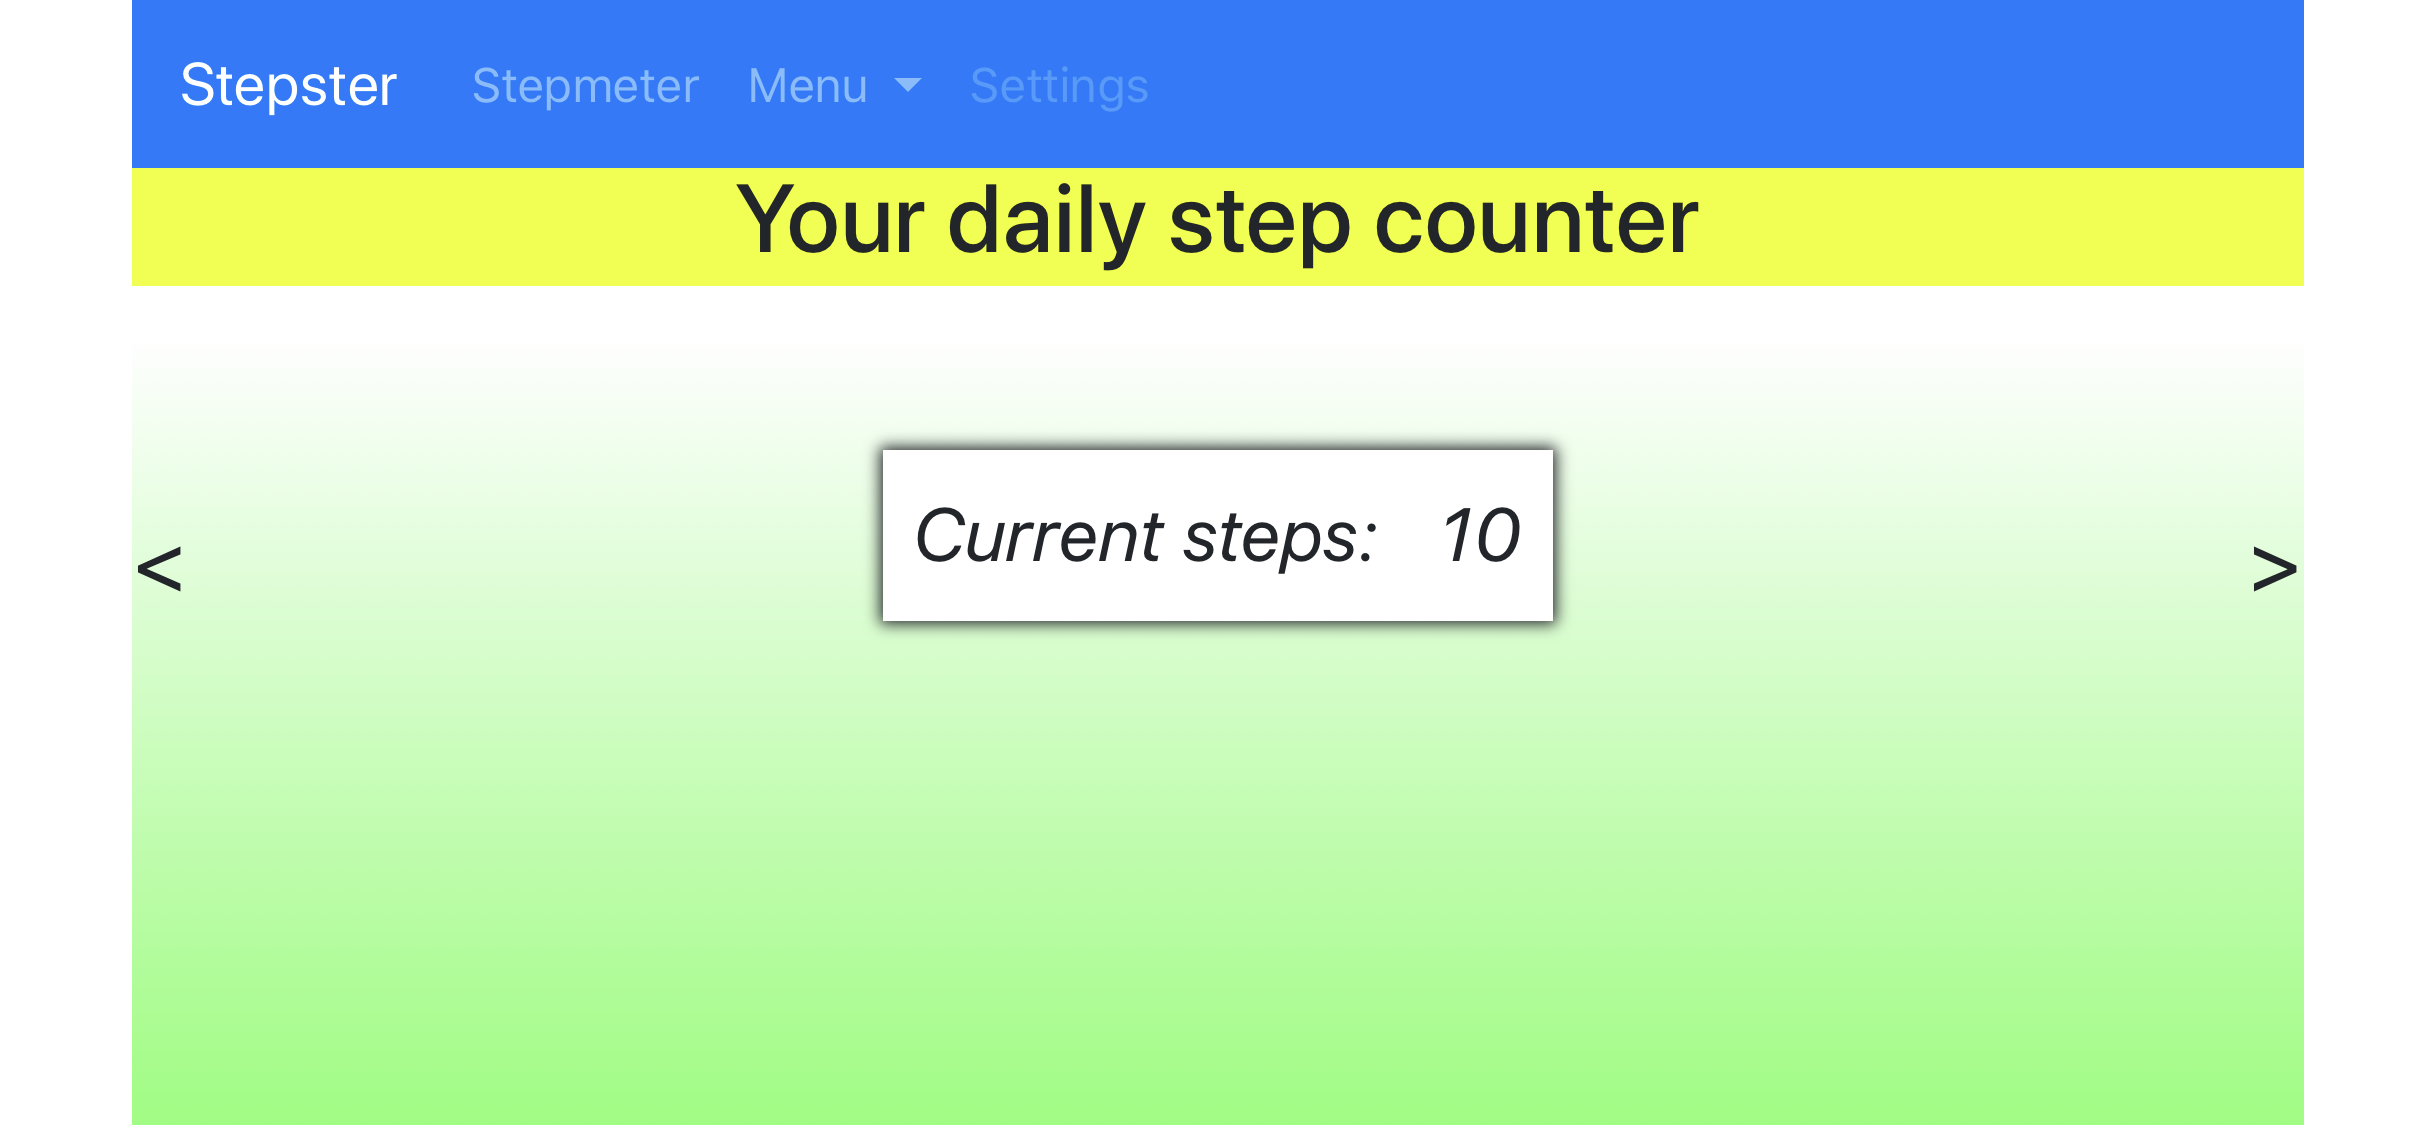 Stepster Stepmeter Menu Settings
Your daily step counter
Current steps: 10
< >